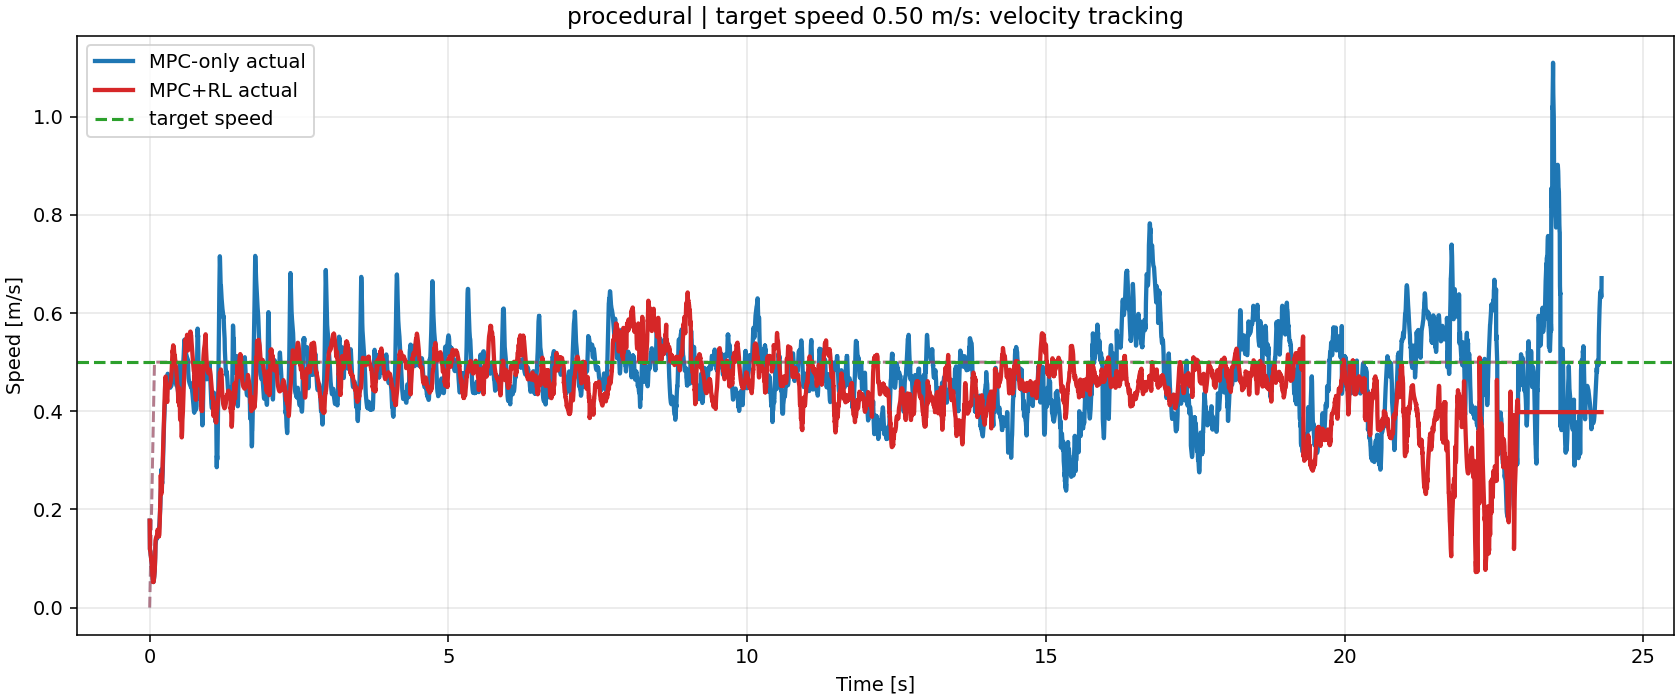 procedural | target speed 0.50 m/s: velocity tracking
MPC-only actual
MPC+RL actual
target speed
Speed [m/s]
1.0
0.8
0.6
0.4
0.2
0.0
0 5 10 15 20 25
Time [s]